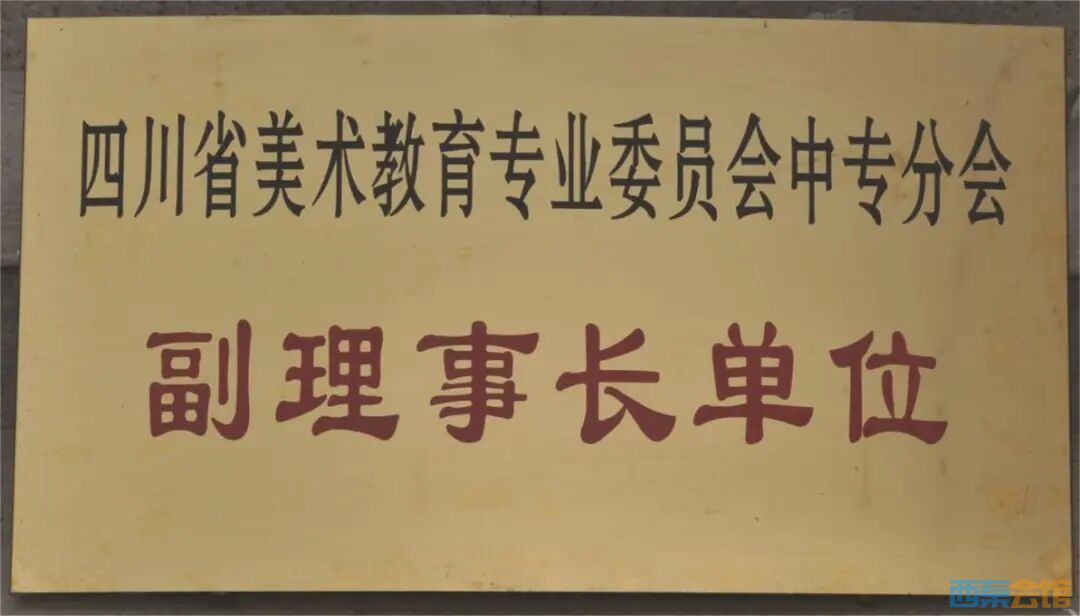 四川省美术教育专业委员会中专分会
副理事长单位
西秦会馆